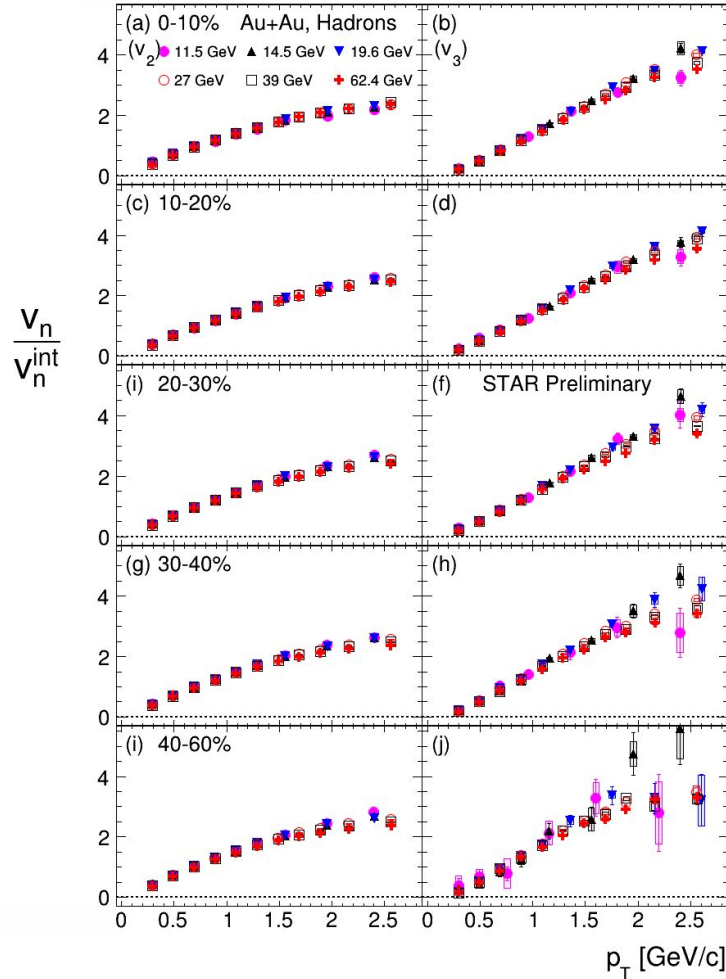 (a) 0-10% Au+Au, Hadrons
(v2)
11.5 GeV 14.5 GeV 19.6 GeV
27 GeV 39 GeV 62.4 GeV
(b)
(v3)
4
2
0
(c) 10-20%
(d)
4
2
0
vn
vn^int
(i) 20-30%
(f) STAR Preliminary
4
2
0
(g) 30-40%
(h)
4
2
0
(i) 40-60%
(j)
4
2
0
0 0.5 1 1.5 2 2.5 0.5 1 1.5 2 2.5
pT [GeV/c]